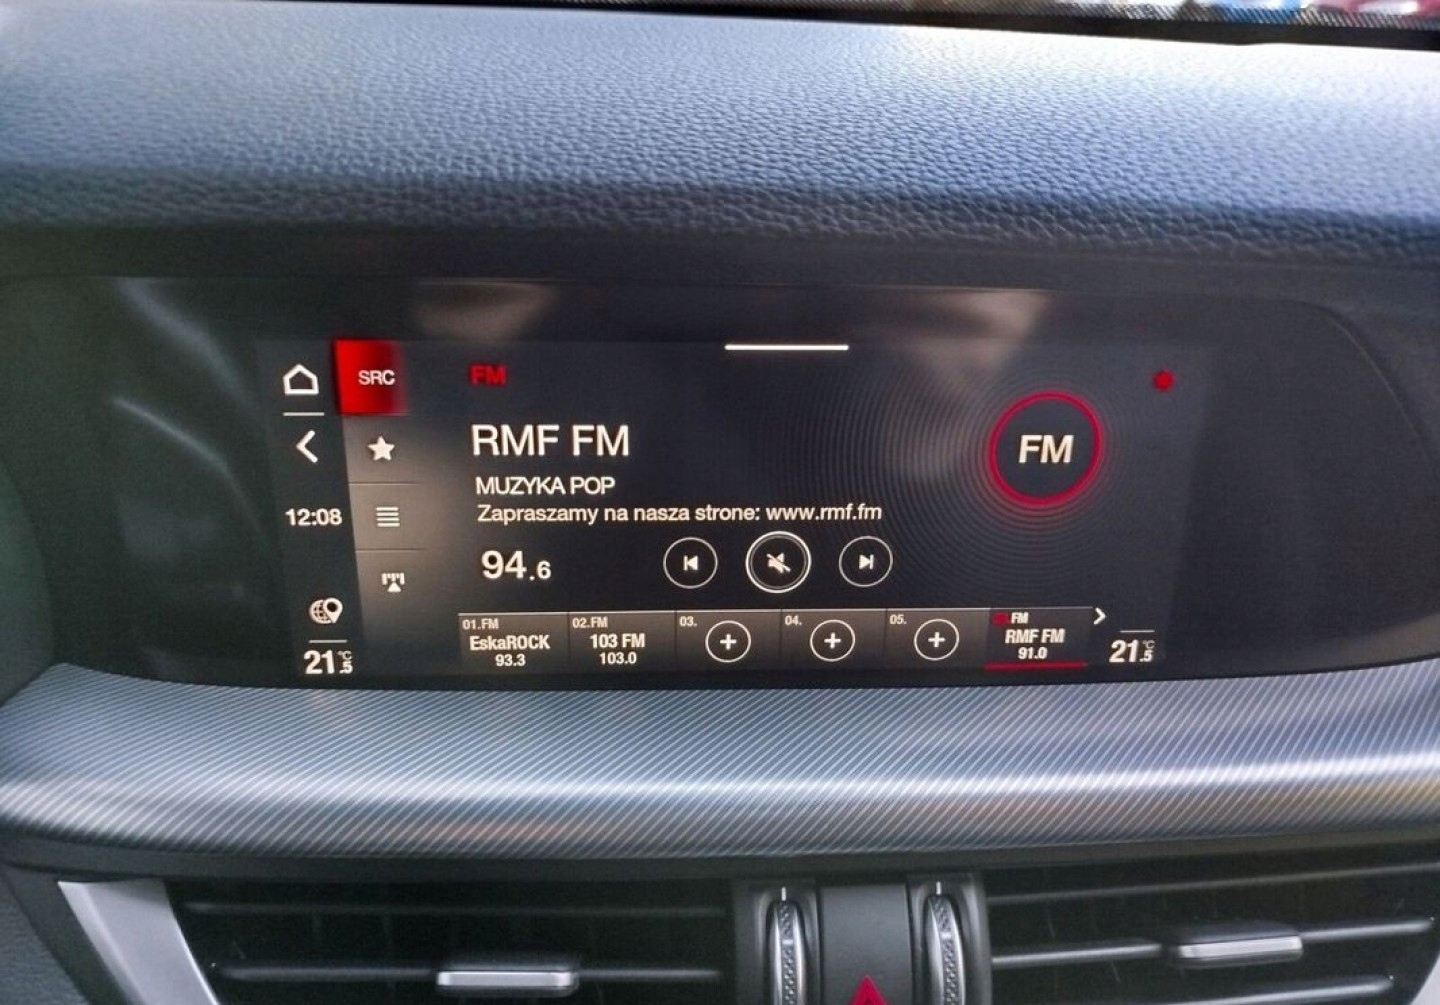 SRC
FM
RMF FM
FM
MUZYKA POP
Zapraszamy na nasza strone: www.rmf.fm
12:08
94.6
01.FM
EskaROCK
93.3
02.FM
103 FM
103.0
03.
04.
05.
FM
RMF FM
91.0
21.5°C
21.5°C